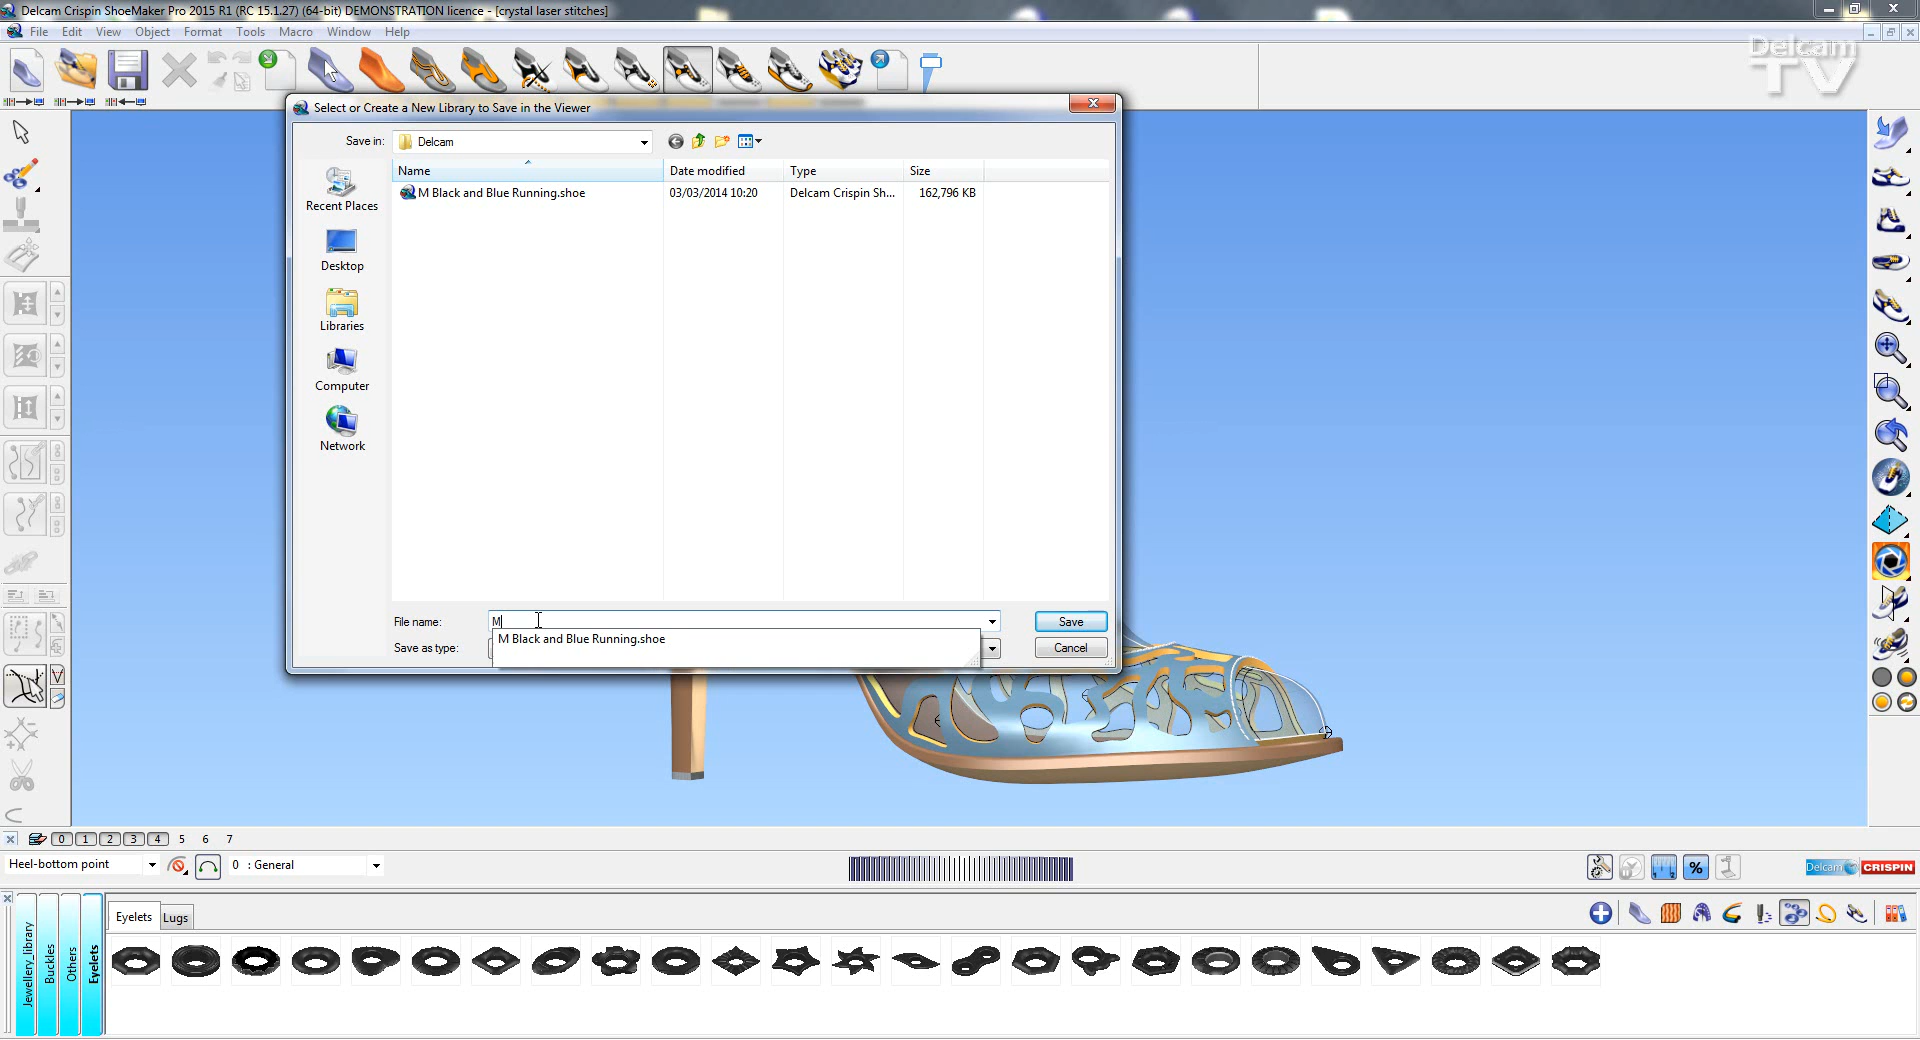 Delcam Crispin ShoeMaker Pro 2015 R1 (RC 15.1.27) (64-bit) DEMONSTRATION licence - [crystal laser stitches]
File Edit View Object Format Tools Macro Window Help
Delcam
TV
Select or Create a New Library to Save in the Viewer
Save in: Delcam
Name Date modified Type Size
M Black and Blue Running.shoe 03/03/2014 10:20 Delcam Crispin Sh... 162,796 KB
Recent Places
Desktop
Libraries
Computer
Network
File name: M Save
M Black and Blue Running.shoe
Save as type: Cancel
0 1 2 3 4 5 6 7
Heel-bottom point 0 : General % Delcam CRISPIN
Jewellery_library
Buckles
Others
Eyelets
Eyelets Lugs